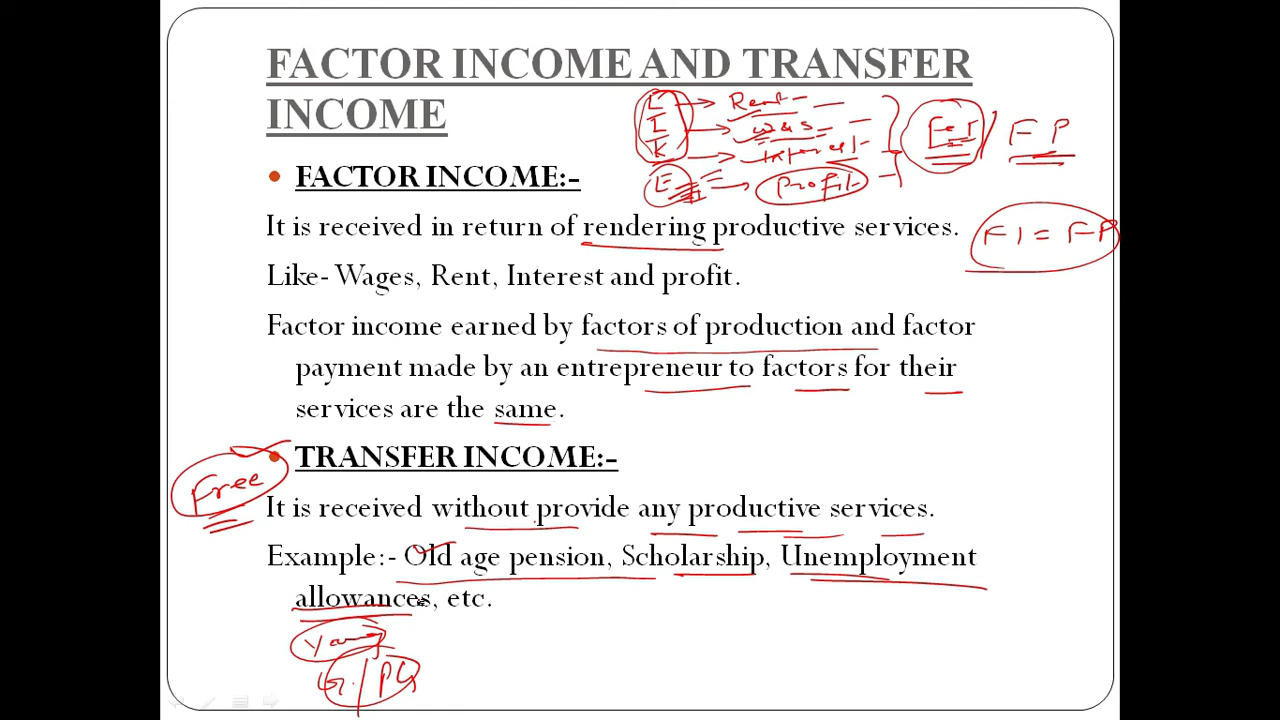 FACTOR INCOME AND TRANSFER
INCOME
L → Rent
L →
K →
E → Profit
F P
• FACTOR INCOME:-
It is received in return of rendering productive services.
F I = F P
Like- Wages, Rent, Interest and profit.
Factor income earned by factors of production and factor
payment made by an entrepreneur to factors for their
services are the same.
• TRANSFER INCOME:-
Free
It is received without provide any productive services.
Example:- Old age pension, Scholarship, Unemployment
allowances, etc.
G. / PG